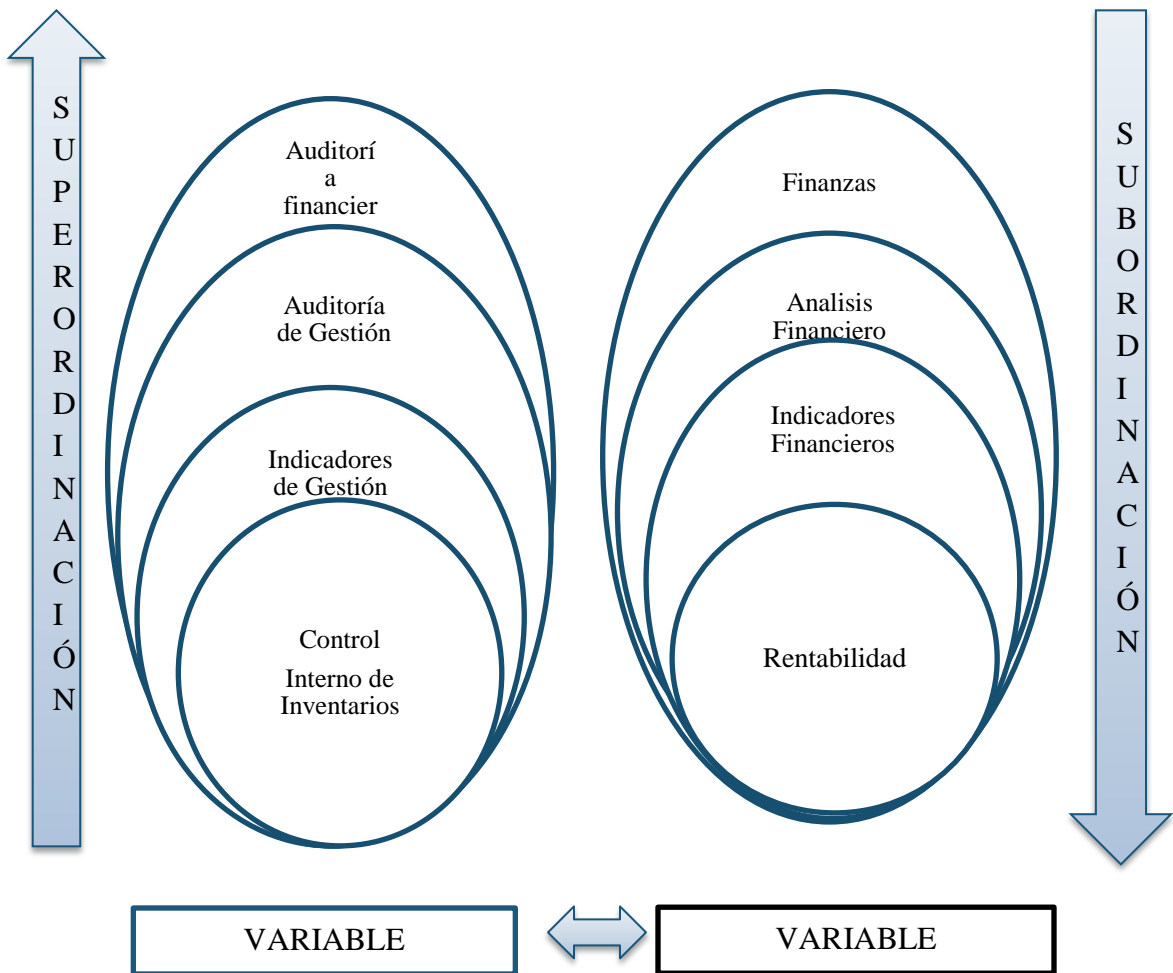 SUPERORDINACIÓN
Auditorí
a
financier
Auditoría
de Gestión
Indicadores
de Gestión
Control
Interno de
Inventarios
Finanzas
Analisis
Financiero
Indicadores
Financieros
Rentabilidad
SUBORDINACIÓN
VARIABLE
VARIABLE